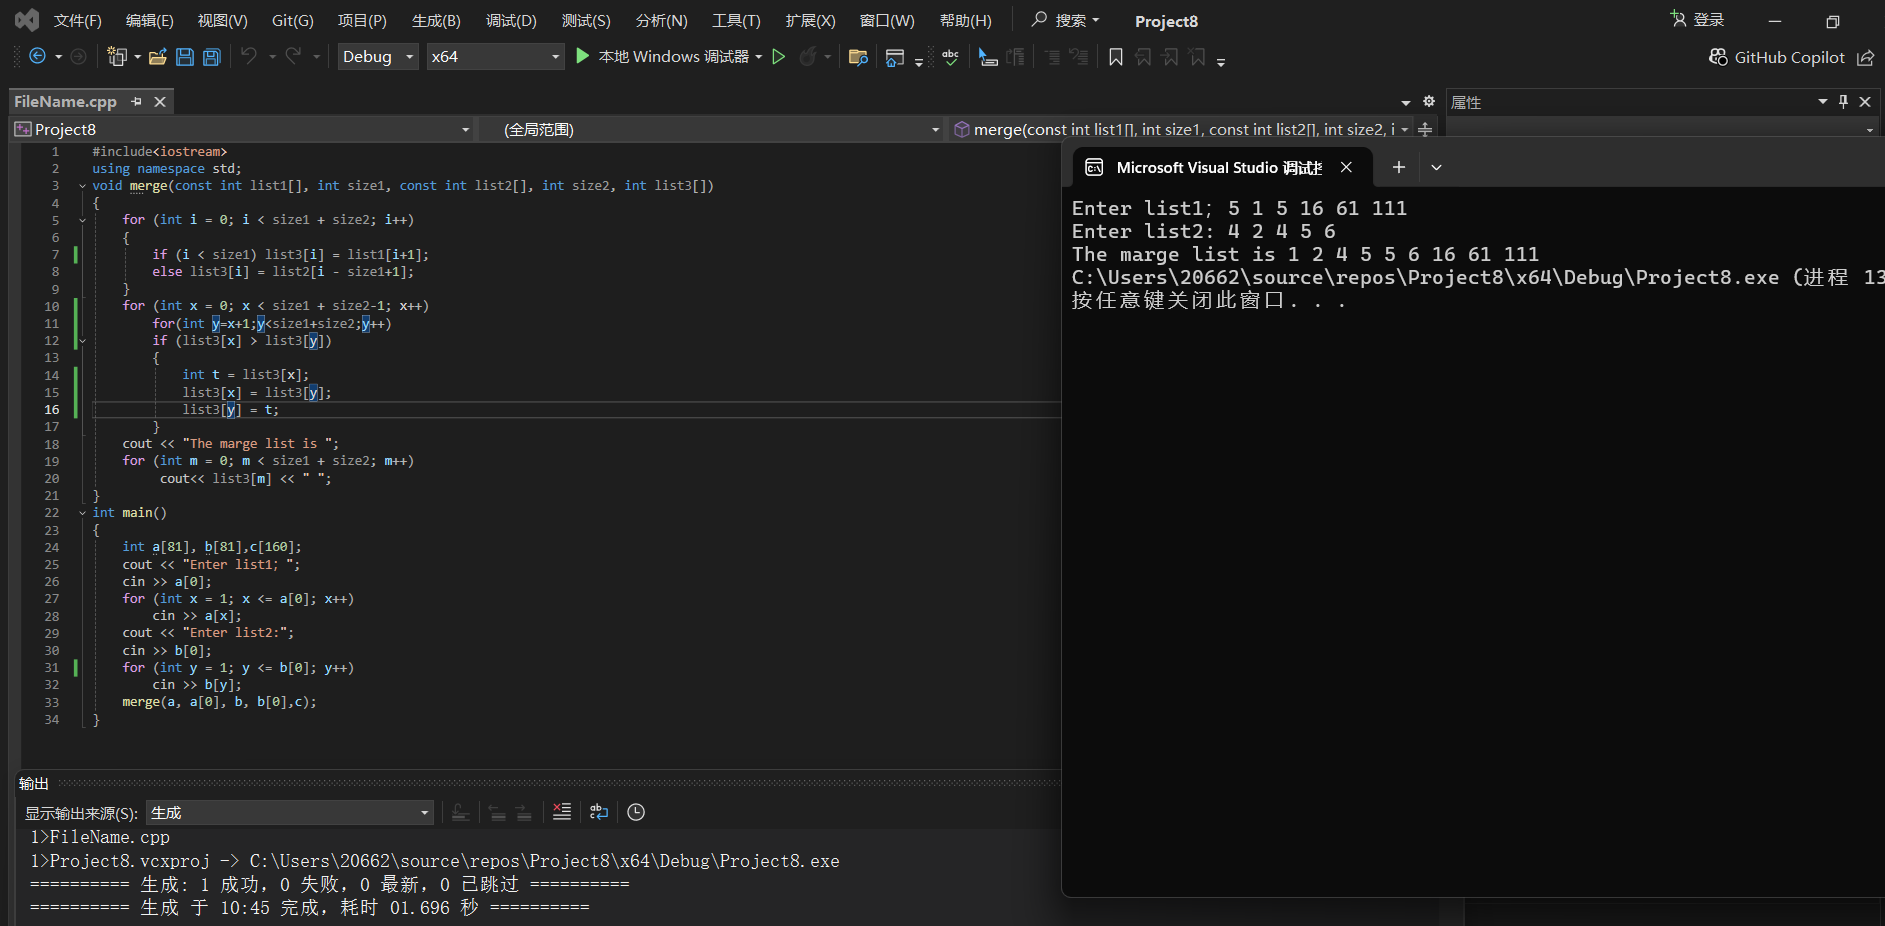 文件(F) 编辑(E) 视图(V) Git(G) 项目(P) 生成(B) 调试(D) 测试(S) 分析(N) 工具(T) 扩展(X) 窗口(W) 帮助(H) 搜索 Project8 登录
Debug x64 本地 Windows 调试器 abc GitHub Copilot
FileName.cpp 属性
Project8 (全局范围) merge(const int list1[], int size1, const int list2[], int size2, i
1 #include<iostream>
2 using namespace std;
3 void merge(const int list1[], int size1, const int list2[], int size2, int list3[])
4 {
5 for (int i = 0; i < size1 + size2; i++)
6 {
7 if (i < size1) list3[i] = list1[i+1];
8 else list3[i] = list2[i - size1+1];
9 }
10 for (int x = 0; x < size1 + size2-1; x++)
11 for(int y=x+1;y<size1+size2;y++)
12 if (list3[x] > list3[y])
13 {
14 int t = list3[x];
15 list3[x] = list3[y];
16 list3[y] = t;
17 }
18 cout << "The marge list is ";
19 for (int m = 0; m < size1 + size2; m++)
20 cout<< list3[m] << " ";
21 }
22 int main()
23 {
24 int a[81], b[81],c[160];
25 cout << "Enter list1; ";
26 cin >> a[0];
27 for (int x = 1; x <= a[0]; x++)
28 cin >> a[x];
29 cout << "Enter list2:";
30 cin >> b[0];
31 for (int y = 1; y <= b[0]; y++)
32 cin >> b[y];
33 merge(a, a[0], b, b[0],c);
34 }
Microsoft Visual Studio 调试
Enter list1; 5 1 5 16 61 111
Enter list2: 4 2 4 5 6
The marge list is 1 2 4 5 5 6 16 61 111
C:\Users\20662\source\repos\Project8\x64\Debug\Project8.exe (进程 13
按任意键关闭此窗口. . .
输出
显示输出来源(S): 生成
1>FileName.cpp
1>Project8.vcxproj -> C:\Users\20662\source\repos\Project8\x64\Debug\Project8.exe
========== 生成: 1 成功，0 失败，0 最新，0 已跳过 ==========
========== 生成 于 10:45 完成，耗时 01.696 秒 ==========